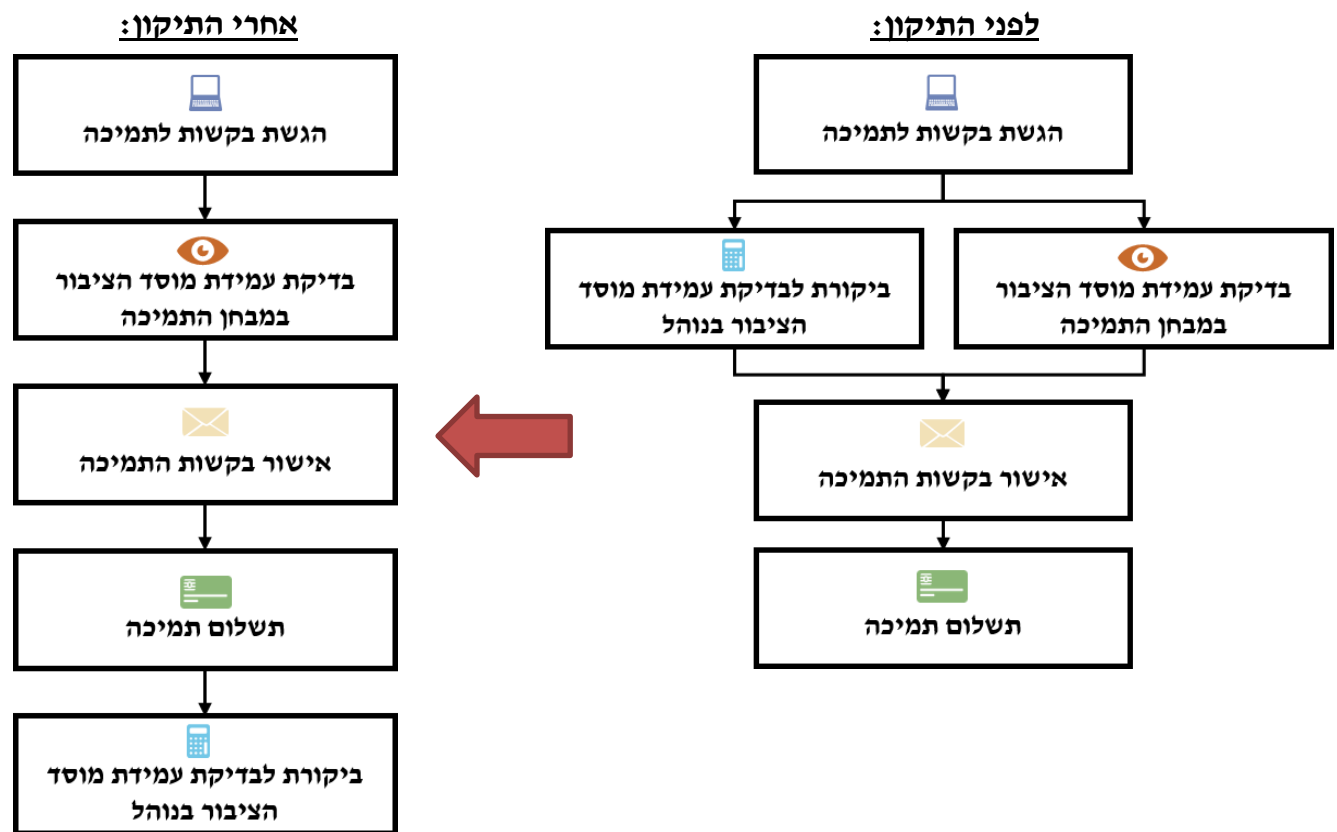 לפני התיקון:
הגשת בקשות לתמיכה
בדיקת עמידת מוסד הציבור
במבחן התמיכה
ביקורת לבדיקת עמידת מוסד
הציבור בנוהל
אישור בקשות התמיכה
תשלום תמיכה
אחרי התיקון:
הגשת בקשות לתמיכה
בדיקת עמידת מוסד הציבור
במבחן התמיכה
אישור בקשות התמיכה
תשלום תמיכה
ביקורת לבדיקת עמידת מוסד
הציבור בנוהל